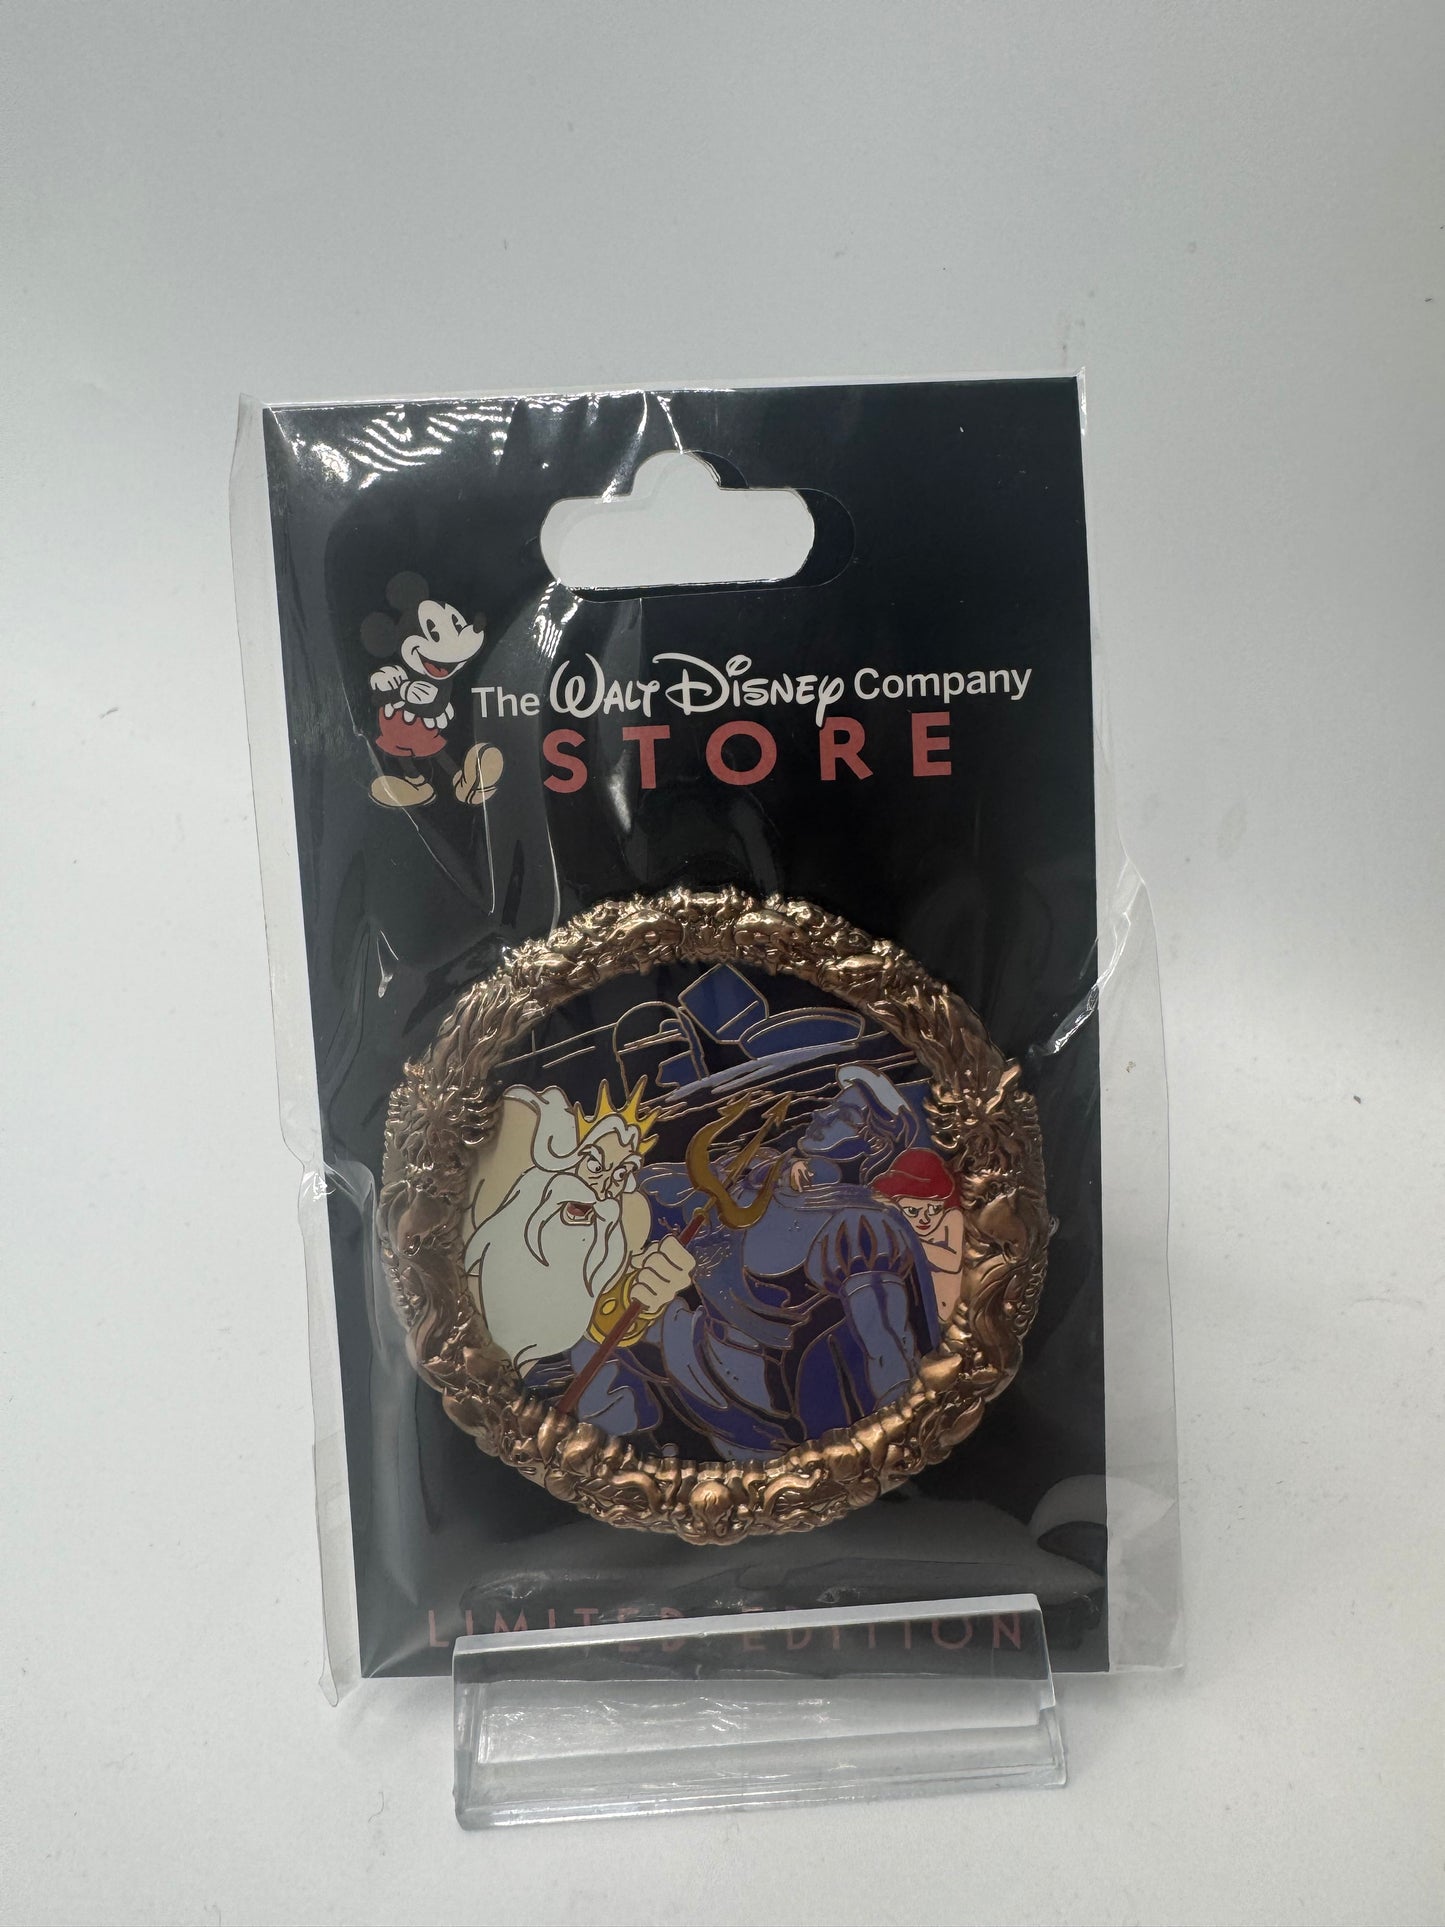 The WALT DISNEY Company
STORE
LIMITED EDITION